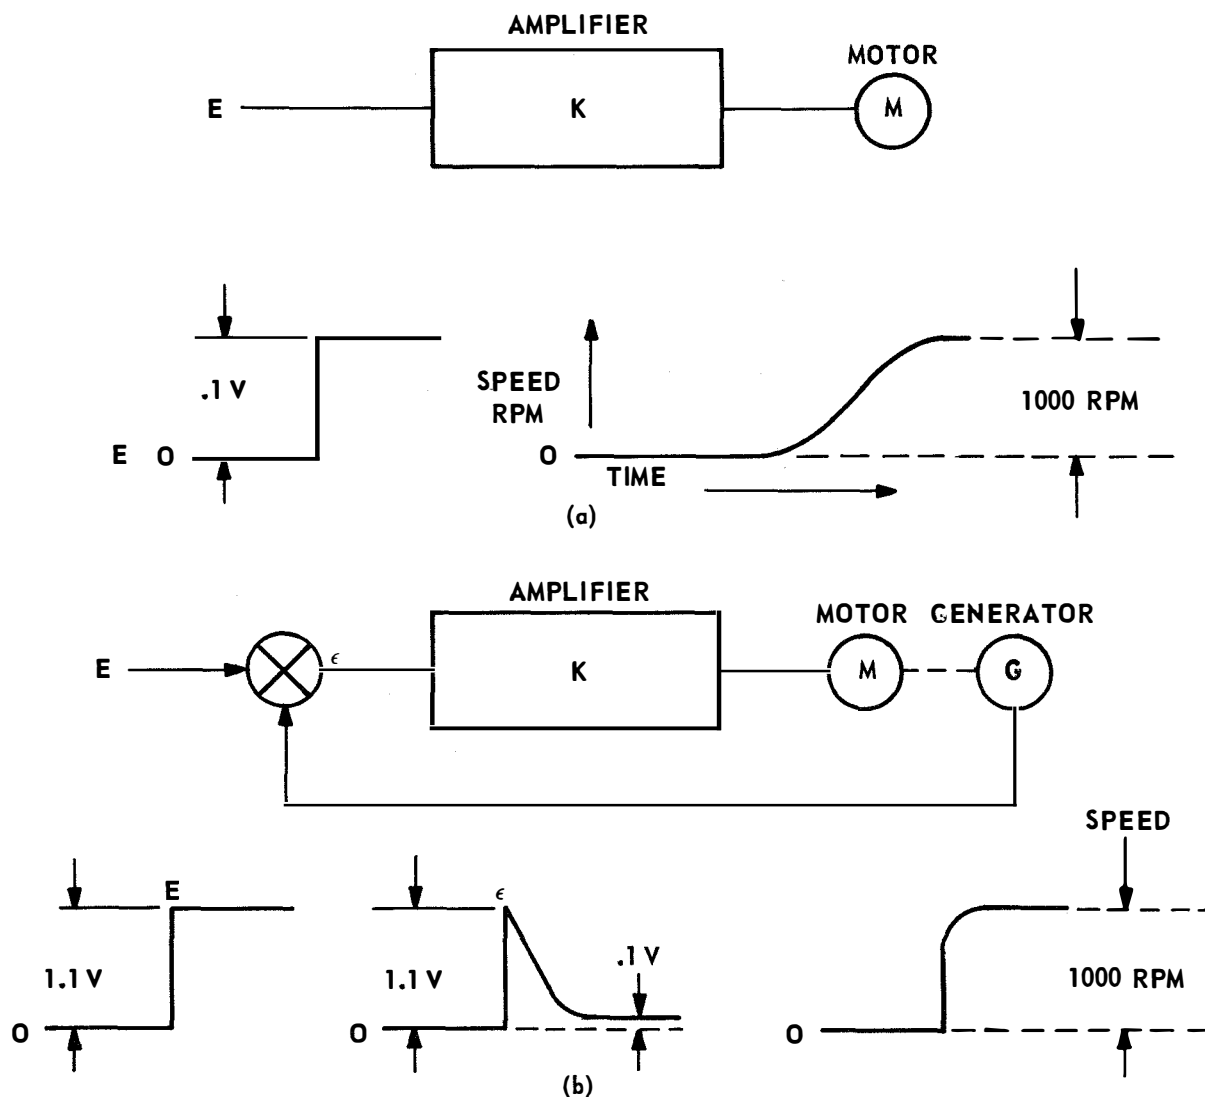 AMPLIFIER
MOTOR
E
K
M
.1 V
E O
SPEED
RPM
O
TIME
1000 RPM
(a)
AMPLIFIER
MOTOR GENERATOR
E
ϵ
K
M
G
SPEED
E
1.1 V
O
ϵ
1.1 V
O
.1 V
1000 RPM
O
(b)